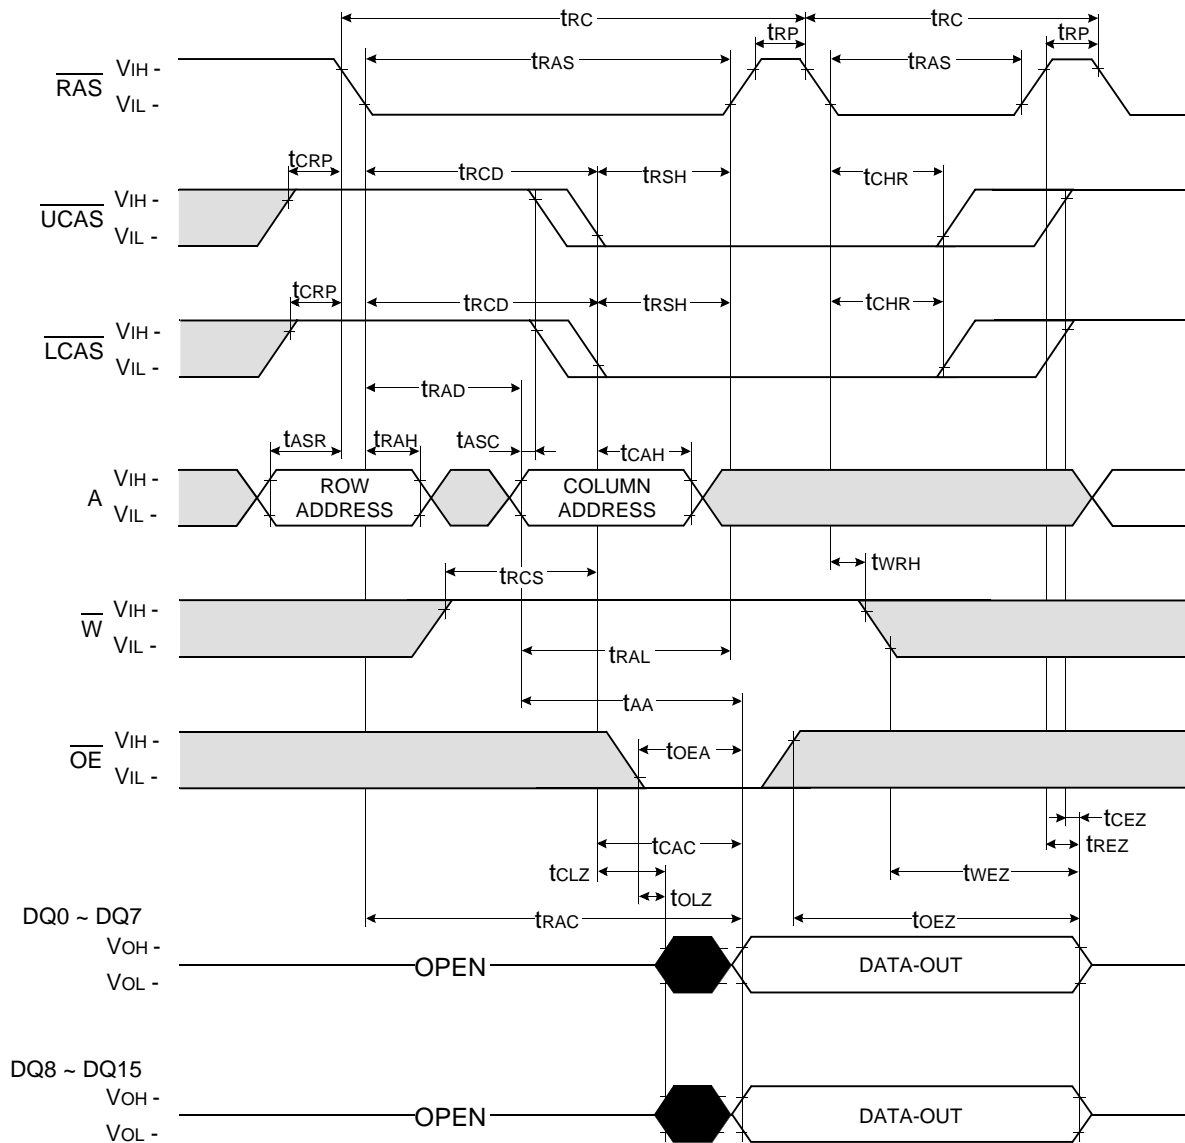 tRC tRC
tRP tRP
tRAS tRAS
RAS VIH -
VIL -
tCRP tRCD tRSH tCHR
UCAS VIH -
VIL -
tCRP tRCD tRSH tCHR
LCAS VIH -
VIL -
tRAD
tASR tRAH tASC tCAH
A VIH -
VIL -
ROW
ADDRESS
COLUMN
ADDRESS
tWRH
tRCS
W VIH -
VIL -
tRAL
tAA
OE VIH -
VIL -
tOEA
tCEZ
tCAC tREZ
tCLZ tWEZ
tOLZ
DQ0 ~ DQ7 tRAC tOEZ
VOH -
VOL -
OPEN DATA-OUT
DQ8 ~ DQ15
VOH -
VOL -
OPEN DATA-OUT